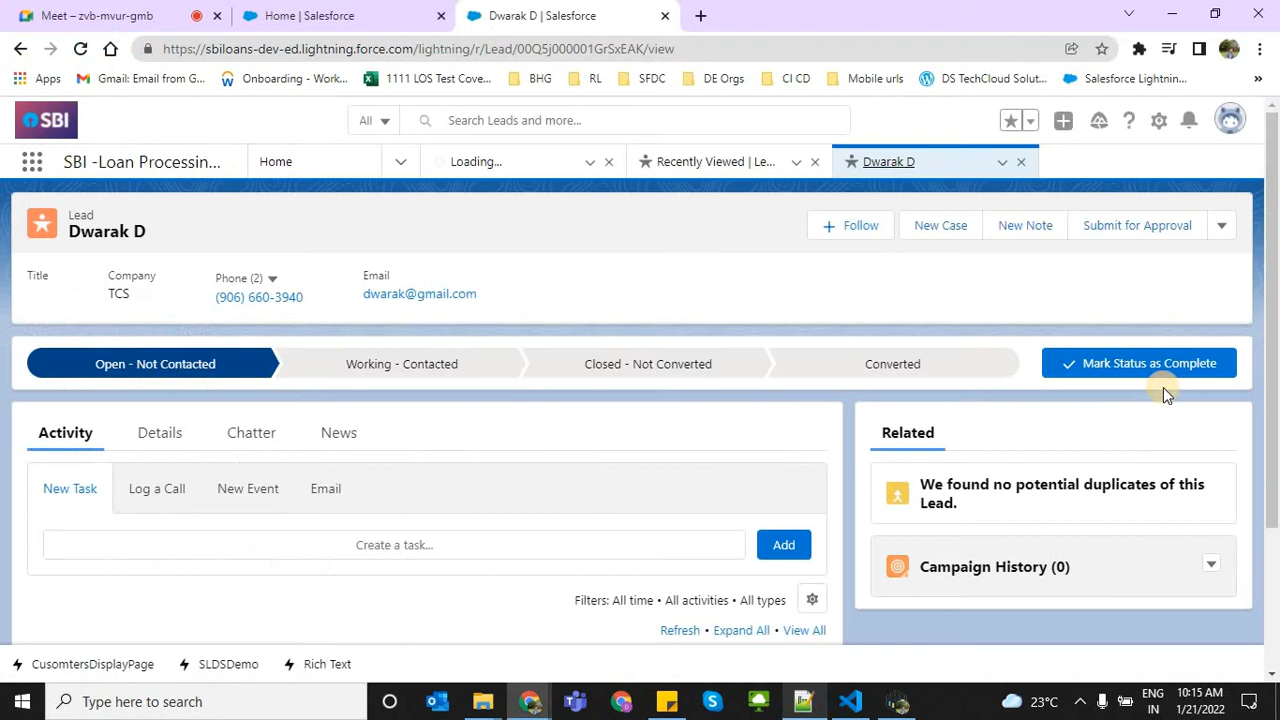 Meet – zvb-mvur-gmb
Home | Salesforce
Dwarak D | Salesforce
https://sbiloans-dev-ed.lightning.force.com/lightning/r/Lead/00Q5j000001GrSxEAK/view
Apps
Gmail: Email from G...
Onboarding - Work...
1111 LOS Test Cove...
BHG
RL
SFDC
DE Orgs
CI CD
Mobile urls
DS TechCloud Solut...
Salesforce Lightnin...
»
SBI
All
Search Leads and more...
SBI -Loan Processin...
Home
Loading...
Recently Viewed | Le...
Dwarak D
Lead
Dwarak D
Follow
New Case
New Note
Submit for Approval
Title
Company
Phone (2)
Email
TCS
(906) 660-3940
dwarak@gmail.com
Open - Not Contacted
Working - Contacted
Closed - Not Converted
Converted
Mark Status as Complete
Activity
Details
Chatter
News
Related
New Task
Log a Call
New Event
Email
We found no potential duplicates of this
Lead.
Create a task...
Add
Campaign History (0)
Filters: All time • All activities • All types
Refresh • Expand All • View All
CusomtersDisplayPage
SLDSDemo
Rich Text
Type here to search
23°C
ENG
IN
10:15 AM
1/21/2022